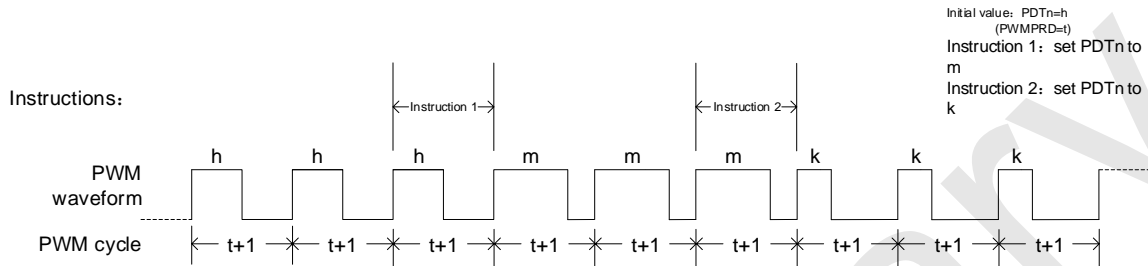 Initial value: PDTn=h
(PWMPRD=t)
Instruction 1: set PDTn to
m
Instruction 2: set PDTn to
k
Instructions:
Instruction 1
Instruction 2
h h h m m m k k k
PWM
waveform
PWM cycle
t+1 t+1 t+1 t+1 t+1 t+1 t+1 t+1 t+1